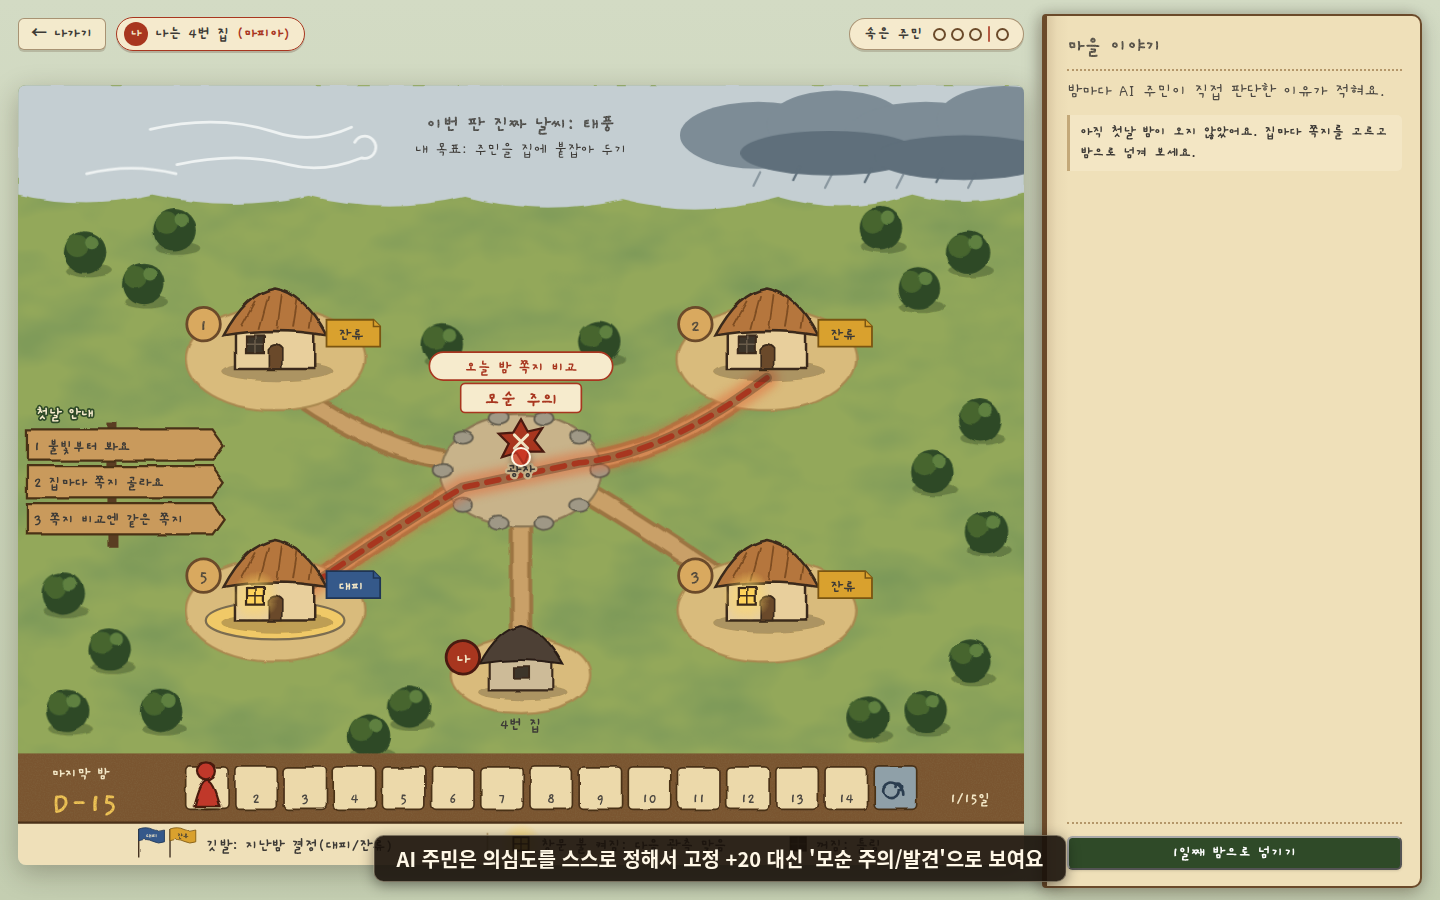 ← 나가기
나 나는 4번 집 (마피아)
속은 주민
마을 이야기
밤마다 AI 주민이 직접 판단한 이유가 적혀요.
아직 첫날 밤이 오지 않았어요. 집마다 쪽지를 고르고
밤으로 넘겨 보세요.
이번 판 진짜 날씨: 태풍
내 목표: 주민을 집에 붙잡아 두기
1
잔류
2
잔류
오늘 밤 쪽지 비교
모순 주의
광장
첫날 안내
1 불빛부터 봐요
2 집마다 쪽지 골라요
3 쪽지 비교엔 같은 쪽지
5
대피
3
잔류
나
4번 집
마지막 밤
D-15
2 3 4 5 6 7 8 9 10 11 12 13 14
1/15일
대피 잔류
깃발: 지난밤 결정(대피/잔류)
AI 주민은 의심도를 스스로 정해서 고정 +20 대신 '모순 주의/발견'으로 보여요
1일째 밤으로 넘기기